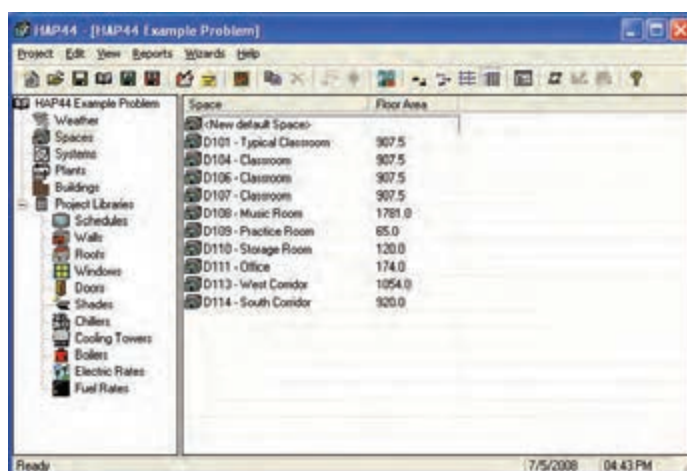 HAP44 - [HAP44 Example Problem]
Project Edit View Reports Wizards Help
HAP44 Example Problem
Weather
Spaces
Systems
Plants
Buildings
Project Libraries
Schedules
Walls
Roofs
Windows
Doors
Shades
Chillers
Cooling Towers
Boilers
Electric Rates
Fuel Rates
Space Floor Area
<New default Space>
D101 - Typical Classroom 907.5
D104 - Classroom 907.5
D106 - Classroom 907.5
D107 - Classroom 907.5
D108 - Music Room 1781.0
D109 - Practice Room 65.0
D110 - Storage Room 120.0
D111 - Office 174.0
D113 - West Corridor 1054.0
D114 - South Corridor 920.0
Ready 7/5/2008 04:43 PM